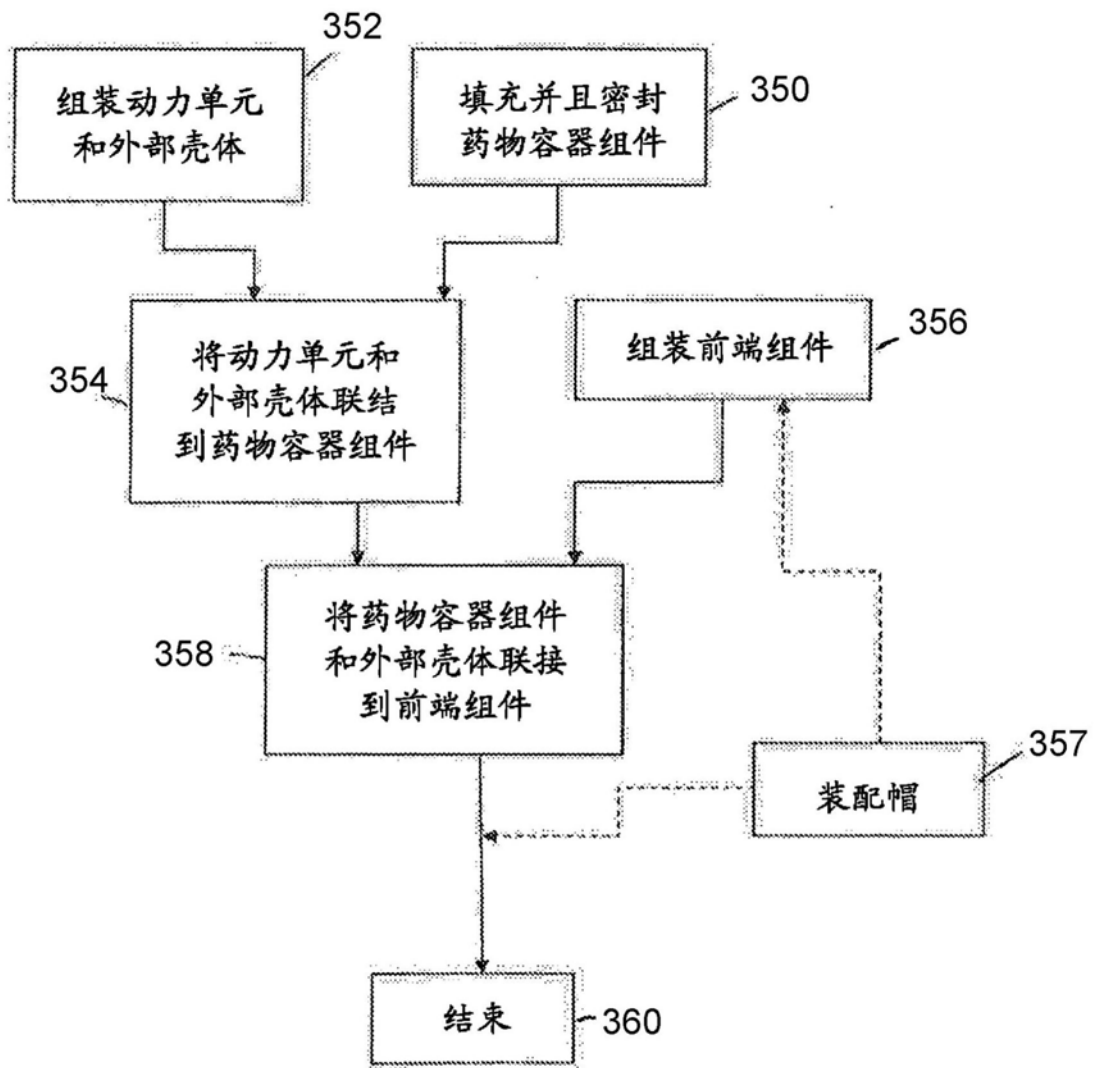 352
组装动力单元
和外部壳体
填充并且密封
药物容器组件
350
354
将动力单元和
外部壳体联结
到药物容器组件
组装前端组件
356
358
将药物容器组件
和外部壳体联接
到前端组件
357
装配帽
结束
360